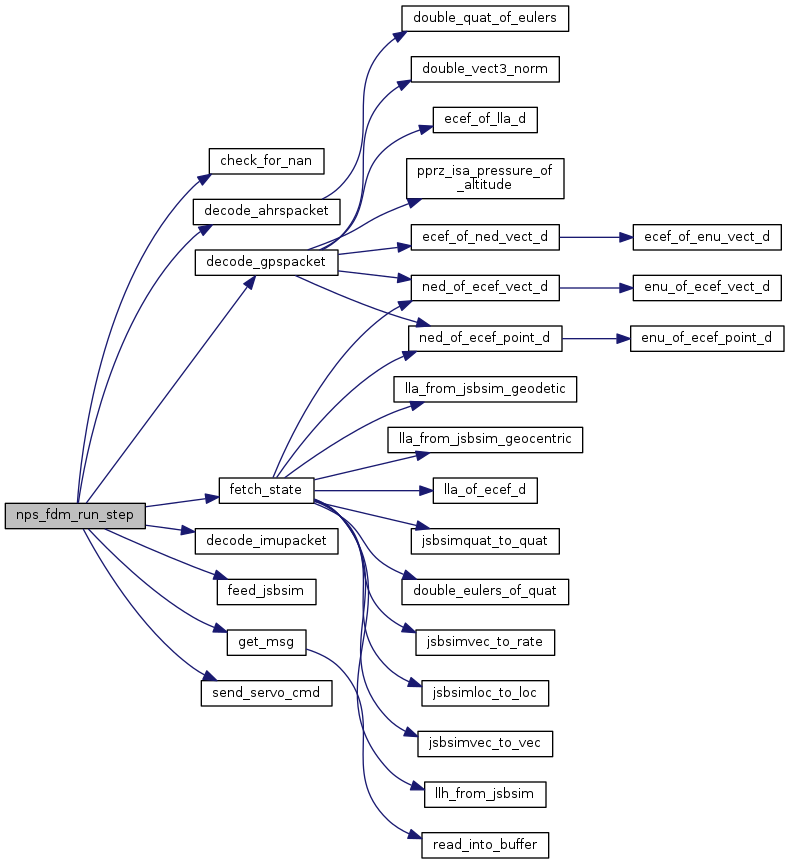 double_quat_of_eulers
double_vect3_norm
ecef_of_lla_d
check_for_nan
pprz_isa_pressure_of
_altitude
decode_ahrspacket
ecef_of_ned_vect_d
ecef_of_enu_vect_d
decode_gpspacket
ned_of_ecef_vect_d
enu_of_ecef_vect_d
ned_of_ecef_point_d
enu_of_ecef_point_d
lla_from_jsbsim_geodetic
lla_from_jsbsim_geocentric
fetch_state
lla_of_ecef_d
nps_fdm_run_step
decode_imupacket
jsbsimquat_to_quat
feed_jsbsim
double_eulers_of_quat
get_msg
jsbsimvec_to_rate
send_servo_cmd
jsbsimloc_to_loc
jsbsimvec_to_vec
llh_from_jsbsim
read_into_buffer